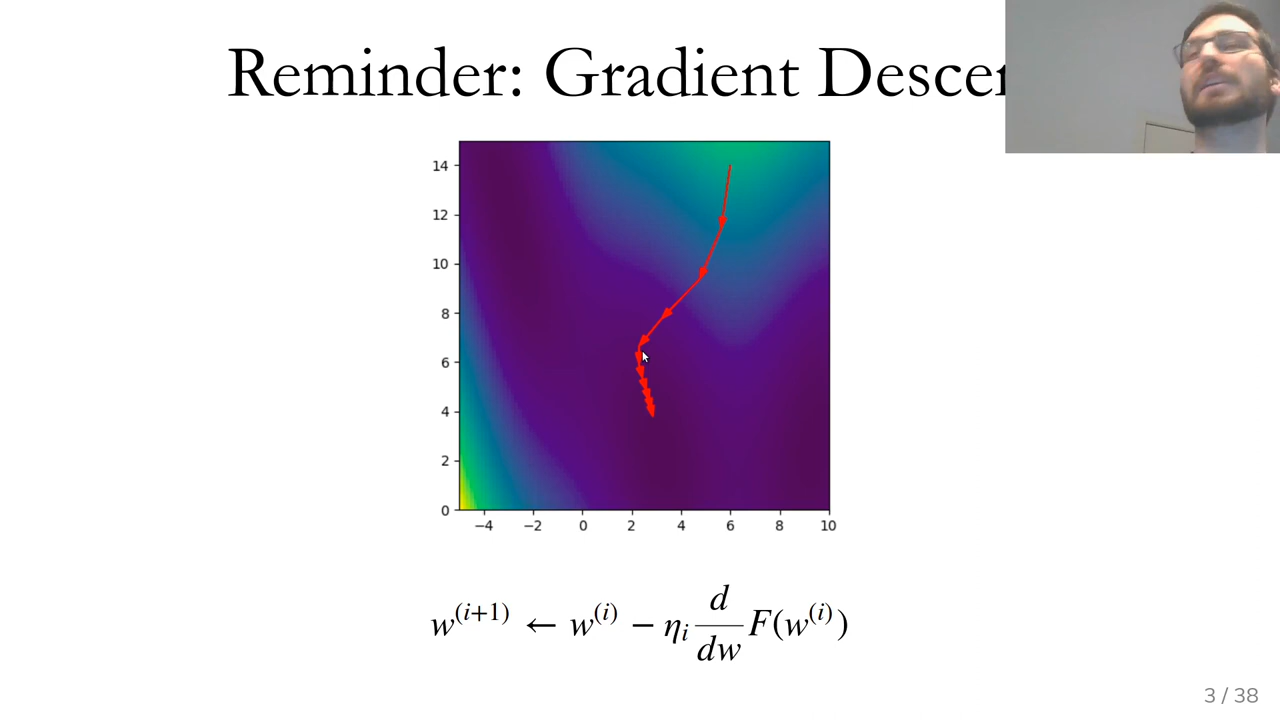 Reminder: Gradient Descen
14
12
10
8
6
4
2
0
−4 −2 0 2 4 6 8 10
w^{(i+1)} ← w^{(i)} − η_i \frac{d}{dw} F(w^{(i)})
3 / 38